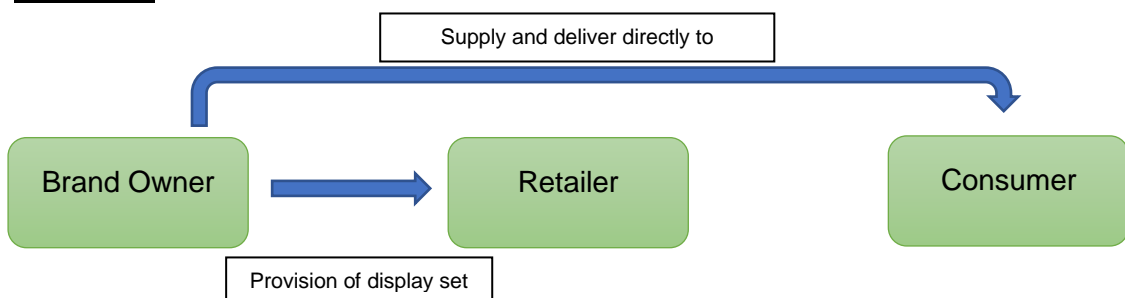 Supply and deliver directly to
Brand Owner
Retailer
Consumer
Provision of display set